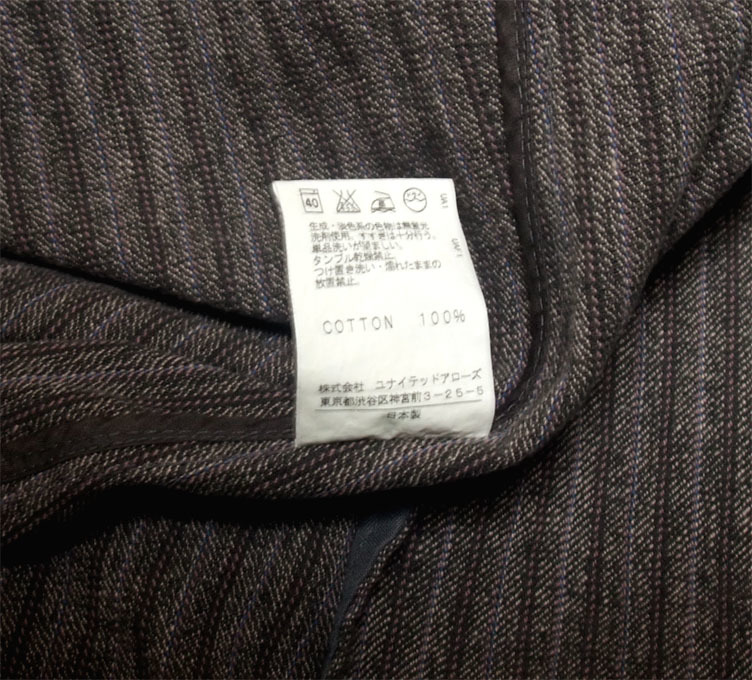 40
生成・淡色系の色物は無蛍光
洗剤使用。すすぎは十分行う。
単品洗いが望ましい。
タンブル乾燥禁止。
つけ置き洗い・濡れたままの
放置禁止。
COTTON 100%
株式会社 ユナイテッドアローズ
東京都渋谷区神宮前3-25-5
日本製
UA1
UA/1